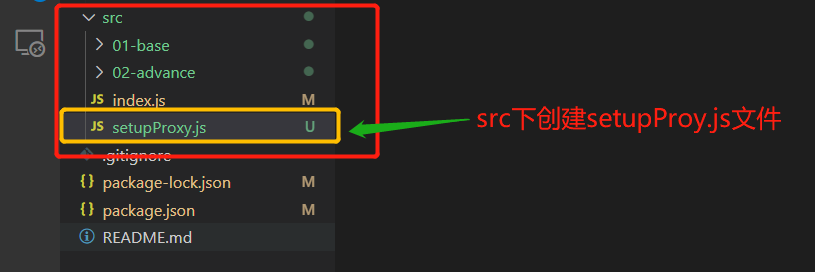 src
01-base
02-advance
JS index.js M
JS setupProxy.js U
src下创建setupProy.js文件
.gitignore
{} package-lock.json M
{} package.json M
README.md